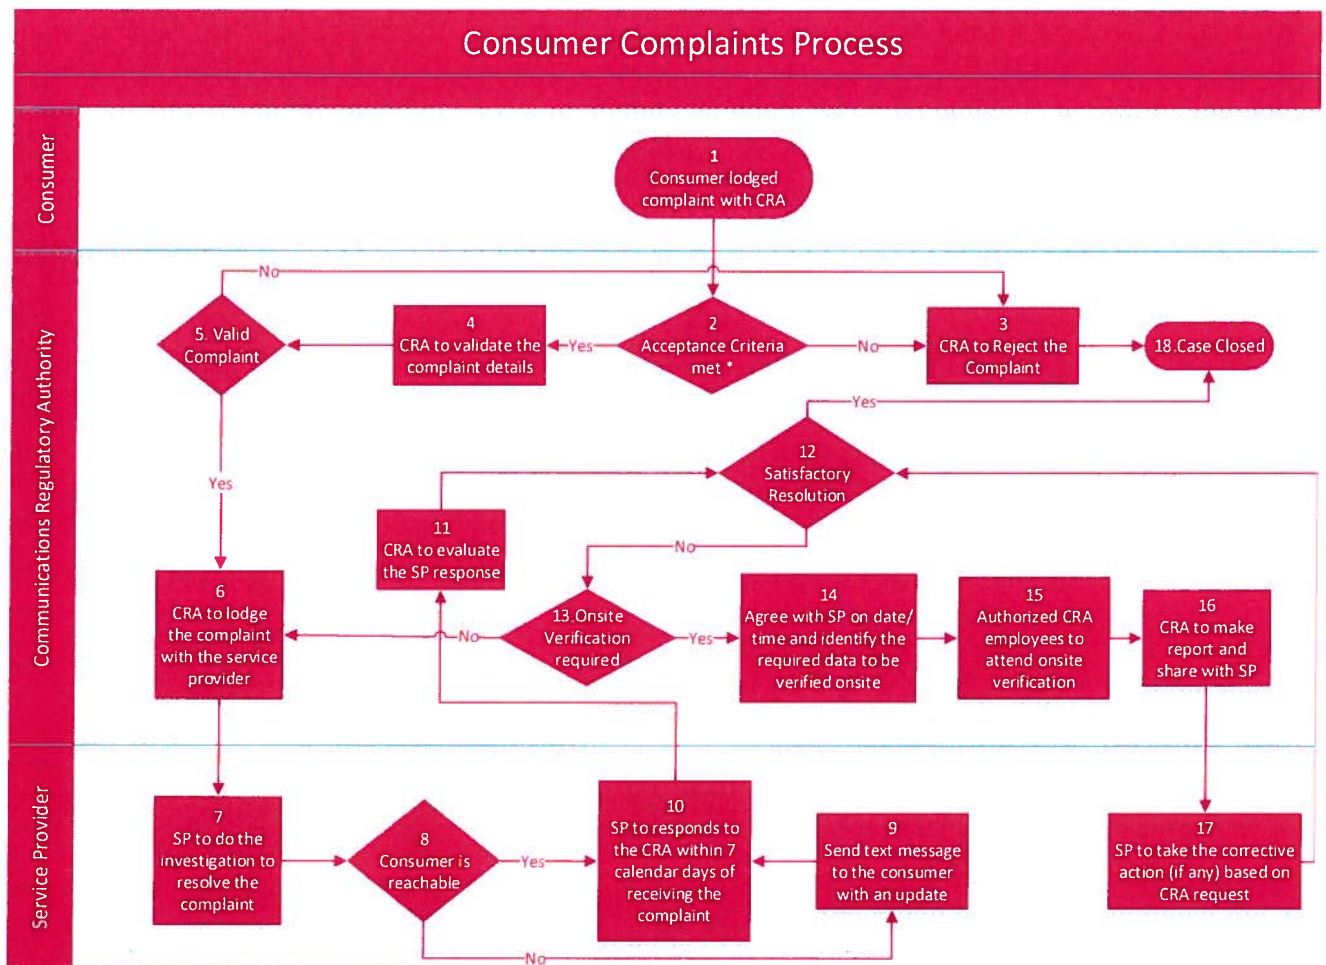 Consumer Complaints Process
Consumer
1
Consumer lodged
complaint with CRA
Communications Regulatory Authority
No
5. Valid
Complaint
4
CRA to validate the
complaint details
Yes
2
Acceptance Criteria
met *
No
3
CRA to Reject the
Complaint
18.Case Closed
Yes
12
Satisfactory
Resolution
Yes
11
CRA to evaluate
the SP response
No
6
CRA to lodge
the complaint
with the service
provider
No
13.Onsite
Verification
required
Yes
14
Agree with SP on date/
time and identify the
required data to be
verified onsite
15
Authorized CRA
employees to
attend onsite
verification
16
CRA to make
report and
share with SP
Service Provider
7
SP to do the
investigation to
resolve the
complaint
8
Consumer is
reachable
Yes
10
SP to responds to
the CRA within 7
calendar days of
receiving the
complaint
9
Send text message
to the consumer
with an update
17
SP to take the corrective
action (if any) based on
CRA request
No